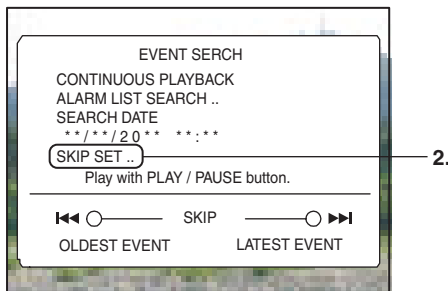 EVENT SERCH
CONTINUOUS PLAYBACK
ALARM LIST SEARCH ..
SEARCH DATE
**/**/20** **:**
SKIP SET ..
2.
Play with PLAY / PAUSE button.
SKIP
OLDEST EVENT LATEST EVENT